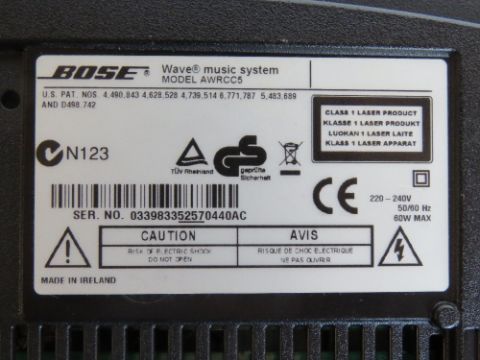 BOSE® Wave® music system
MODEL AWRCC5
U.S. PAT. NOS. 4,490,843 4,628,528 4,739,514 6,771,787 5,483,689
AND D498,742
CLASS 1 LASER PRODUCT
KLASSE 1 LASER PRODUKT
LUOKAN 1 LASER LAITE
KLASS 1 LASER APPARAT
N123
TÜV Rheinland
GS
geprüfte
Sicherheit
CE
220 – 240V
50/60 Hz
60W MAX
SER. NO. 033983352570440AC
CAUTION
RISK OF ELECTRIC SHOCK
DO NOT OPEN
AVIS
RISQUE DE CHOC ELECTRIQUE
NE PAS OUVRIR
MADE IN IRELAND